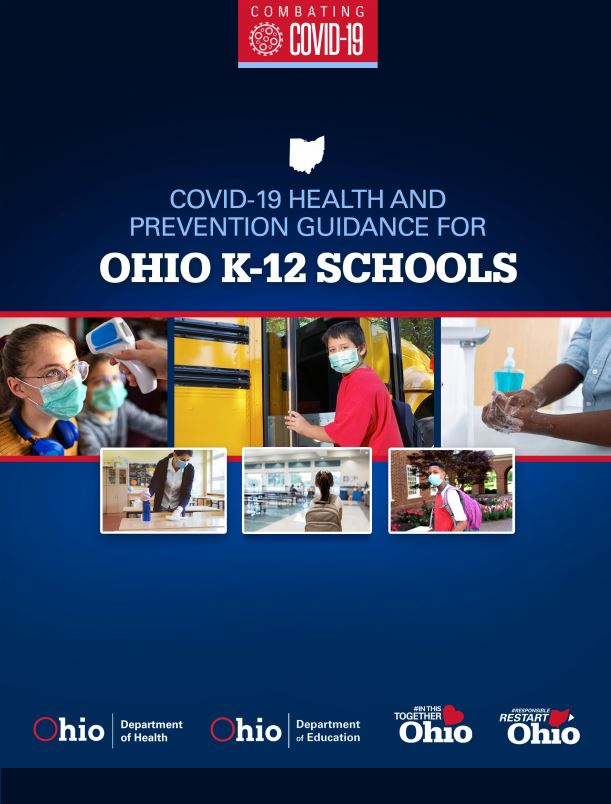 COMBATING
COVID-19
COVID-19 HEALTH AND
PREVENTION GUIDANCE FOR
OHIO K-12 SCHOOLS
Ohio
Department
of Health
Ohio
Department
of Education
#IN THIS
TOGETHER
Ohio
#RESPONSIBLE
RESTART
Ohio